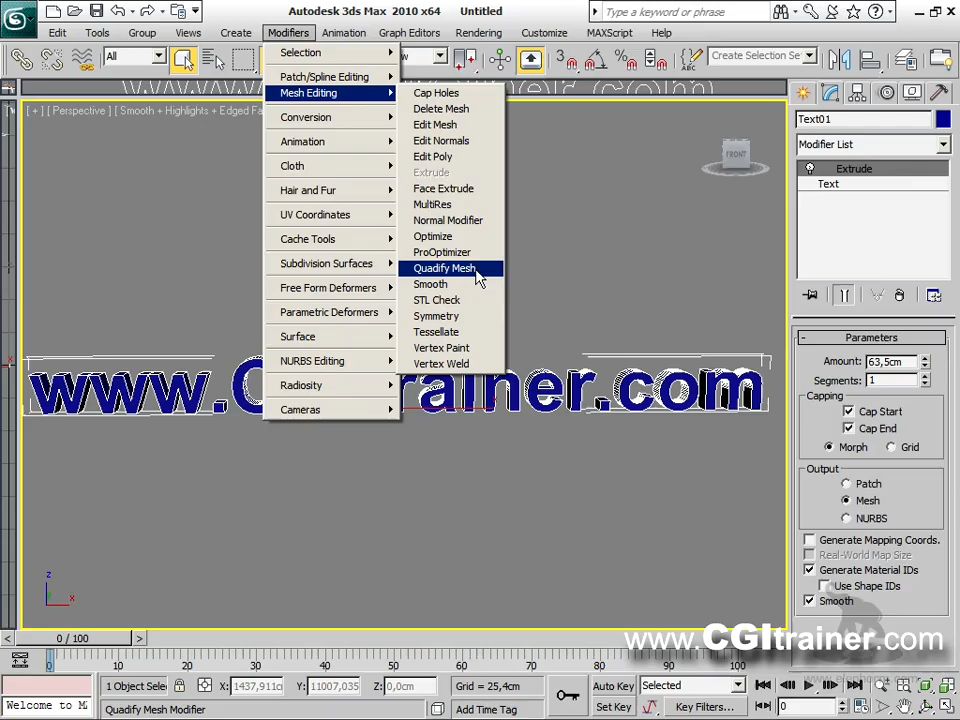 Autodesk 3ds Max 2010 x64 Untitled
Type a keyword or phrase
Edit Tools Group Views Create Modifiers Animation Graph Editors Rendering Customize MAXScript Help
All
Create Selection Se
Selection
Patch/Spline Editing
Mesh Editing
Conversion
Animation
Cloth
Hair and Fur
UV Coordinates
Cache Tools
Subdivision Surfaces
Free Form Deformers
Parametric Deformers
Surface
NURBS Editing
Radiosity
Cameras
Cap Holes
Delete Mesh
Edit Mesh
Edit Normals
Edit Poly
Extrude
Face Extrude
MultiRes
Normal Modifier
Optimize
ProOptimizer
Quadify Mesh
Smooth
STL Check
Symmetry
Tessellate
Vertex Paint
Vertex Weld
[ + ] [ Perspective ] [ Smooth + Highlights + Edged Fa
FRONT
z
x
Text01
Modifier List
Extrude
Text
Parameters
Amount: 63,5cm
Segments: 1
Capping
Cap Start
Cap End
Morph Grid
Output
Patch
Mesh
NURBS
Generate Mapping Coords.
Real-World Map Size
Generate Material IDs
Use Shape IDs
Smooth
www.CGItrainer.com
0 / 100
0 10 20 30 40 50 60 70 80 90 100
1 Object Selec X: 1437,911c Y: 11007,035 Z: 0,0cm Grid = 25,4cm Auto Key Selected
Welcome to M Quadify Mesh Modifier Add Time Tag Set Key Key Filters... 0